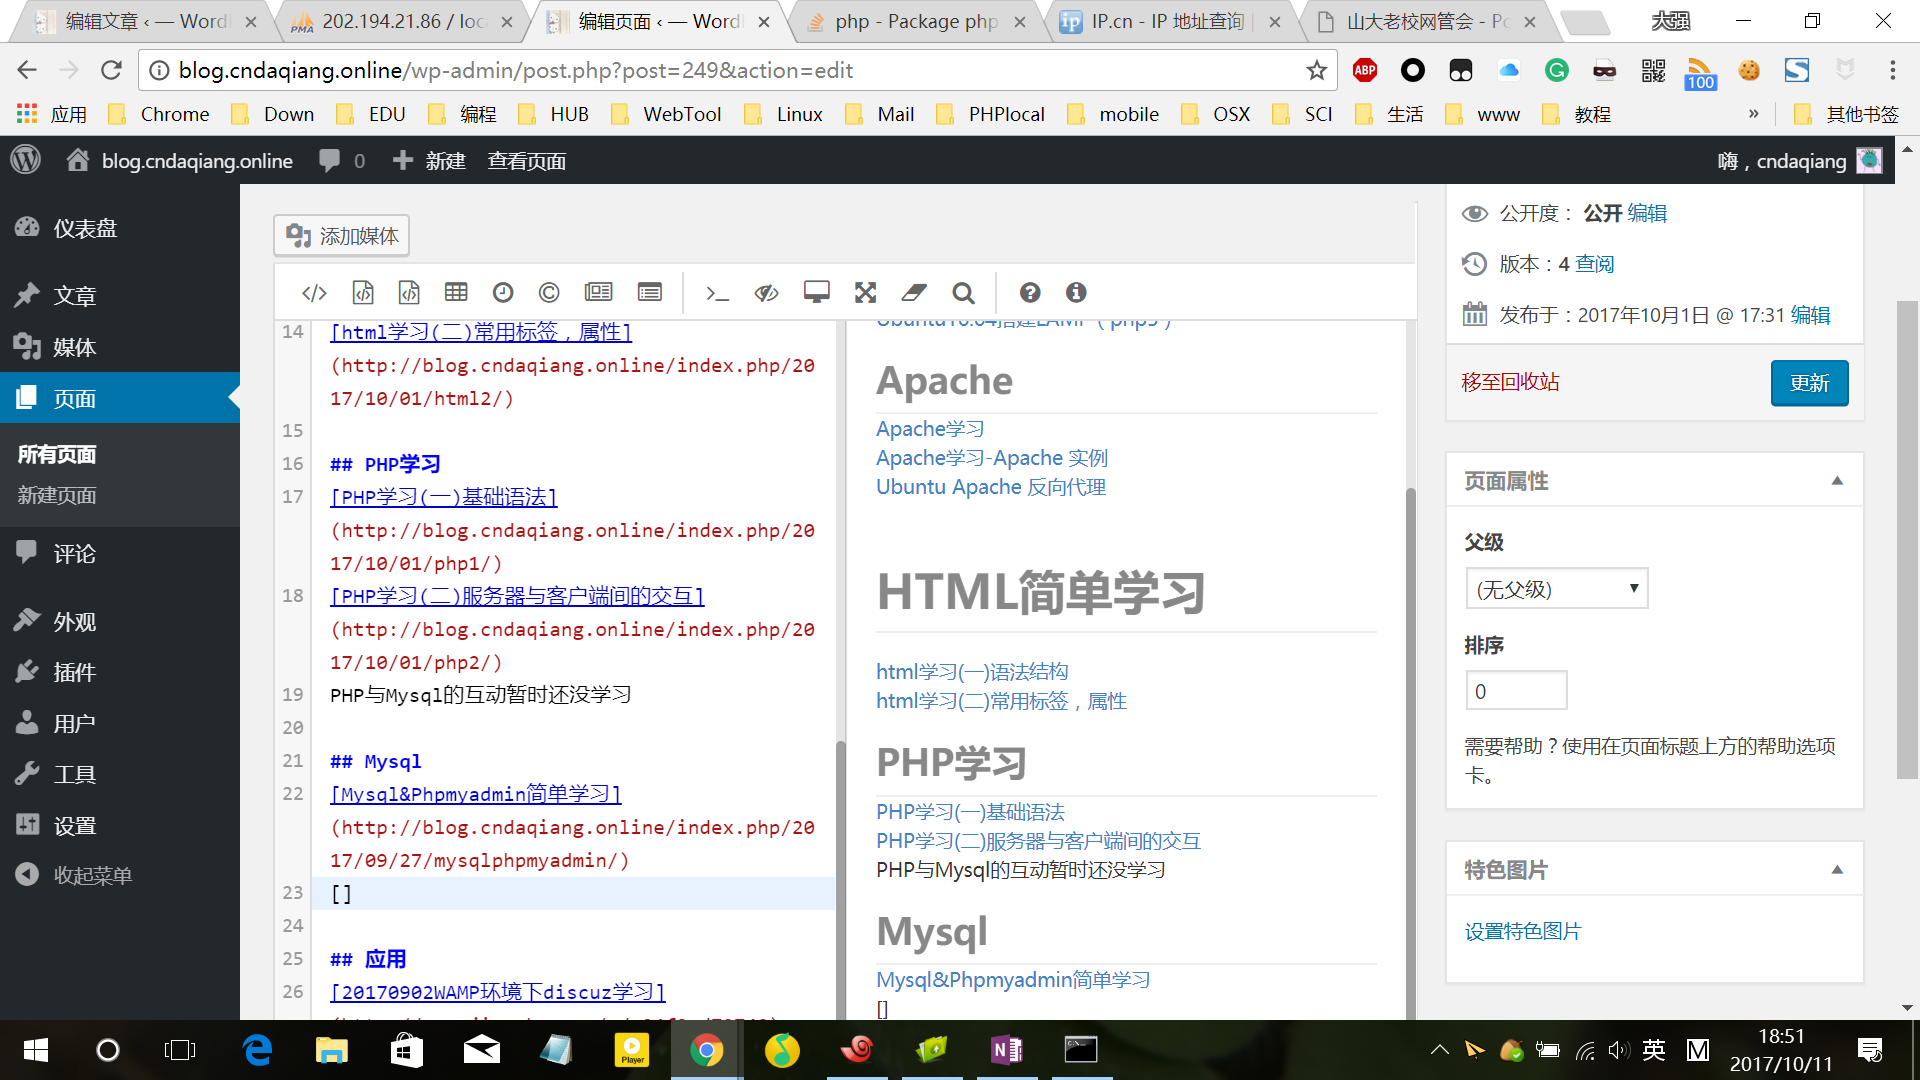 编辑文章 ‹ — Word
202.194.21.86 / loc
编辑页面 ‹ — Word
php - Package php
IP.cn - IP 地址查询
山大老校网管会 - Po
大强
blog.cndaqiang.online/wp-admin/post.php?post=249&action=edit
ABP
100
应用
Chrome
Down
EDU
编程
HUB
WebTool
Linux
Mail
PHPlocal
mobile
OSX
SCI
生活
www
教程
»
其他书签
blog.cndaqiang.online
0
新建
查看页面
嗨，cndaqiang
仪表盘
文章
媒体
页面
所有页面
新建页面
评论
外观
插件
用户
工具
设置
收起菜单
添加媒体
14 [html学习(二)常用标签，属性]
(http://blog.cndaqiang.online/index.php/20
17/10/01/html2/)
15
16 ## PHP学习
17 [PHP学习(一)基础语法]
(http://blog.cndaqiang.online/index.php/20
17/10/01/php1/)
18 [PHP学习(二)服务器与客户端间的交互]
(http://blog.cndaqiang.online/index.php/20
17/10/01/php2/)
19 PHP与Mysql的互动暂时还没学习
20
21 ## Mysql
22 [Mysql&Phpmyadmin简单学习]
(http://blog.cndaqiang.online/index.php/20
17/09/27/mysqlphpmyadmin/)
23 []
24
25 ## 应用
26 [20170902WAMP环境下discuz学习]
Apache
Apache学习
Apache学习-Apache 实例
Ubuntu Apache 反向代理
HTML简单学习
html学习(一)语法结构
html学习(二)常用标签，属性
PHP学习
PHP学习(一)基础语法
PHP学习(二)服务器与客户端间的交互
PHP与Mysql的互动暂时还没学习
Mysql
Mysql&Phpmyadmin简单学习
[]
公开度： 公开 编辑
版本：4 查阅
发布于：2017年10月1日 @ 17:31 编辑
移至回收站
更新
页面属性
父级
(无父级)
排序
0
需要帮助？使用在页面标题上方的帮助选项
卡。
特色图片
设置特色图片
Player
英
M
18:51
2017/10/11